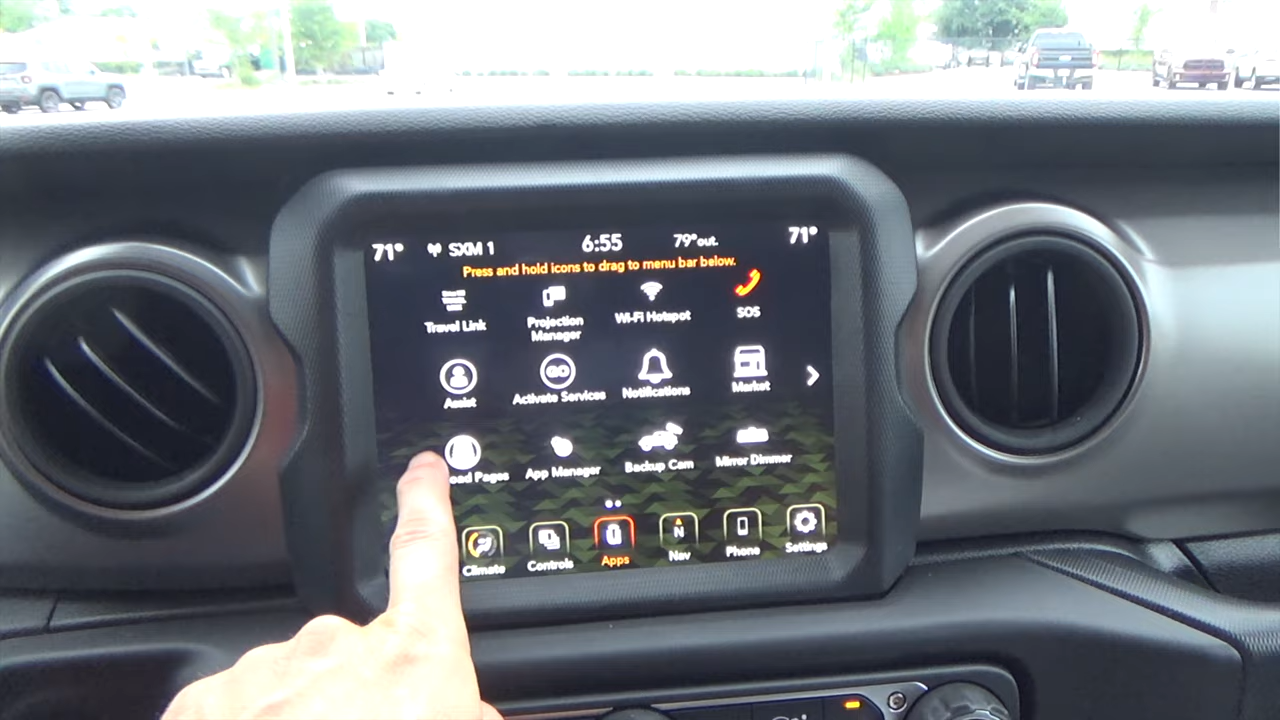 71° SXM 1 6:55 79°out. 71°
Press and hold icons to drag to menu bar below.
Travel Link
Projection
Manager
Wi-Fi Hotspot
SOS
Assist
GO
Activate Services
Notifications
Market
Pages
App Manager
Backup Cam
Mirror Dimmer
Climate
Controls
Apps
N
Nav
Phone
Settings